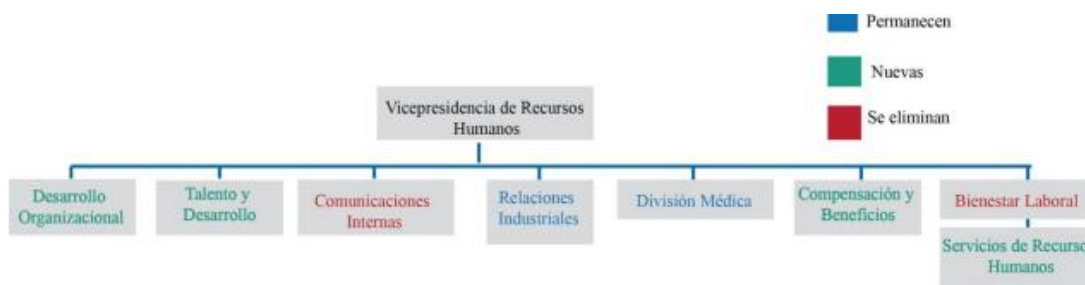 Permanecen
Nuevas
Se eliminan
Vicepresidencia de Recursos
Humanos
Desarrollo
Organizacional
Talento y
Desarrollo
Comunicaciones
Internas
Relaciones
Industriales
División Médica
Compensación y
Beneficios
Bienestar Laboral
Servicios de Recurso
Humanos